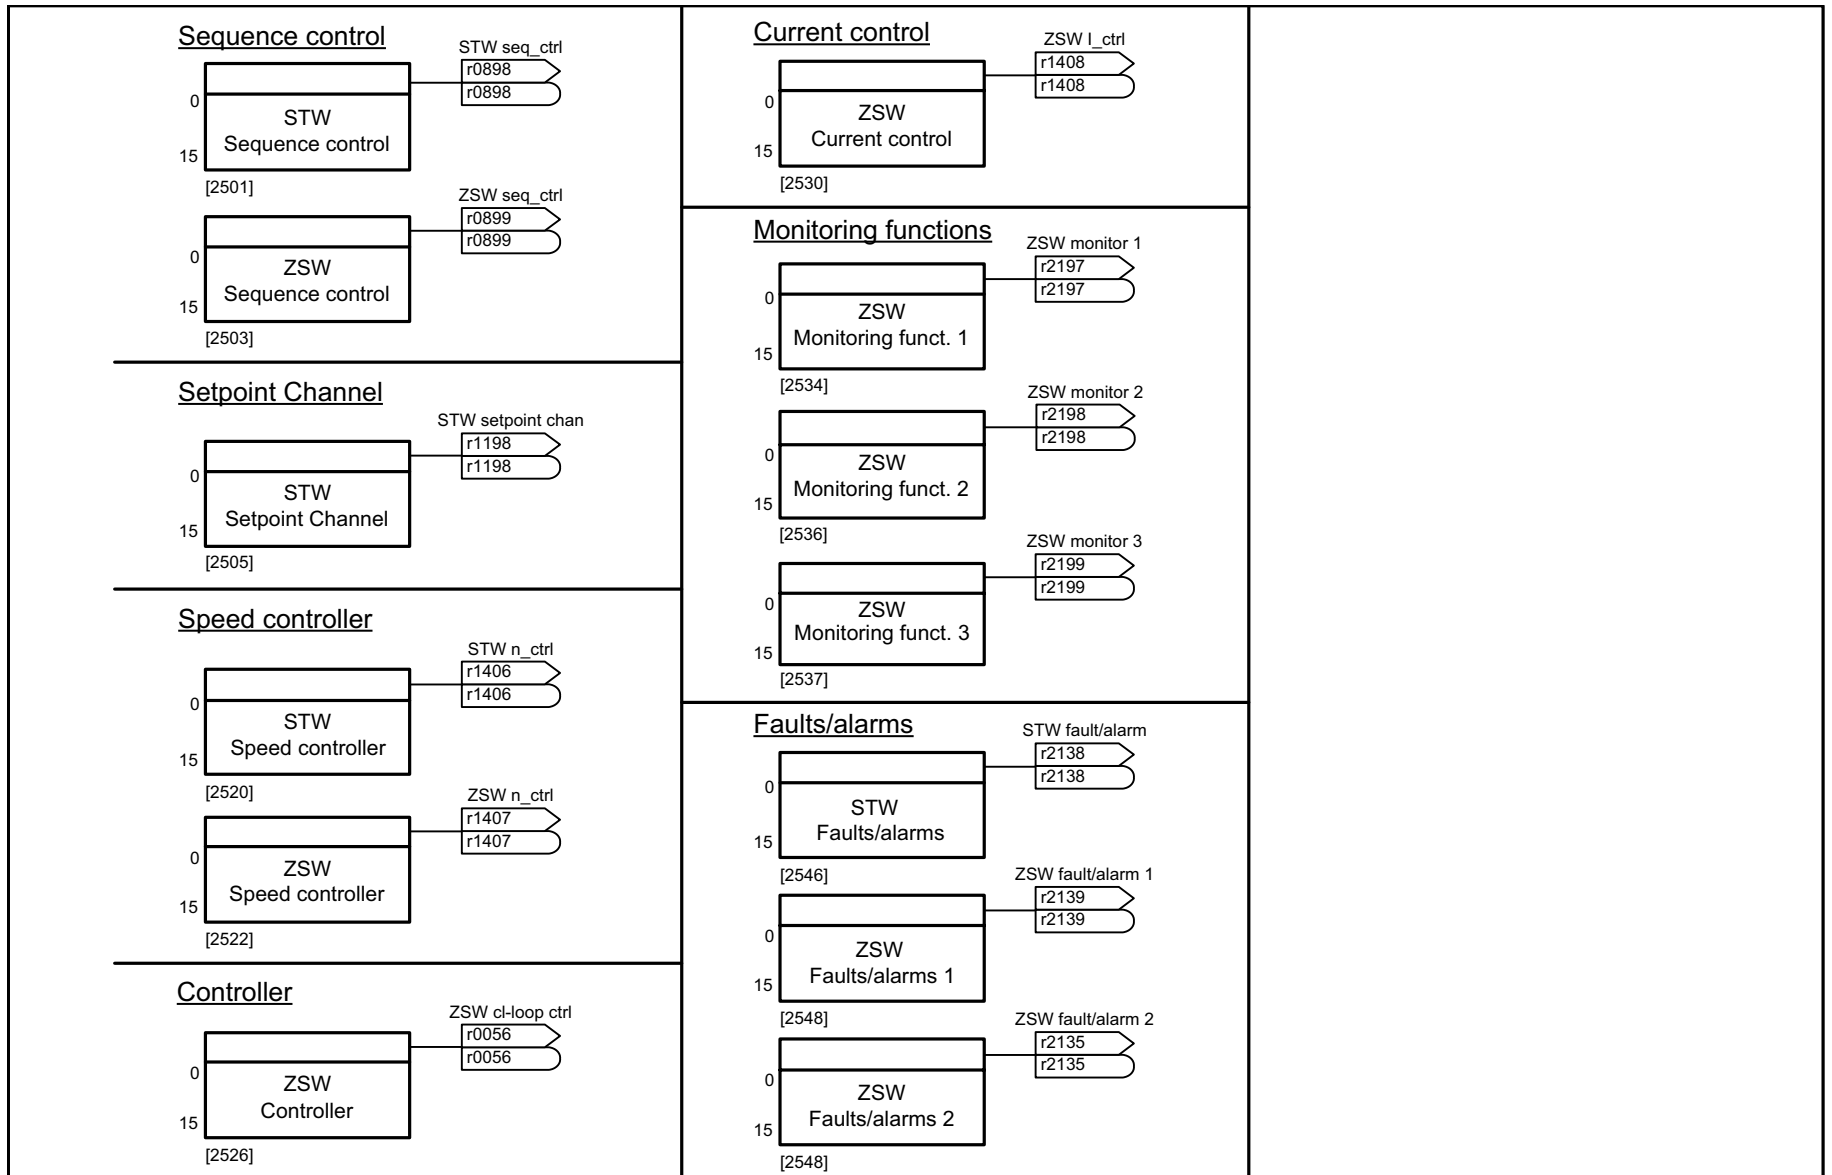 Sequence control
STW seq_ctrl
r0898
r0898
0
STW
Sequence control
15
[2501]
ZSW seq_ctrl
r0899
r0899
0
ZSW
Sequence control
15
[2503]
Setpoint Channel
STW setpoint chan
r1198
r1198
0
STW
Setpoint Channel
15
[2505]
Speed controller
STW n_ctrl
r1406
r1406
0
STW
Speed controller
15
[2520]
ZSW n_ctrl
r1407
r1407
0
ZSW
Speed controller
15
[2522]
Controller
ZSW cl-loop ctrl
r0056
r0056
0
ZSW
Controller
15
[2526]
Current control
ZSW I_ctrl
r1408
r1408
0
ZSW
Current control
15
[2530]
Monitoring functions
ZSW monitor 1
r2197
r2197
0
ZSW
Monitoring funct. 1
15
[2534]
ZSW monitor 2
r2198
r2198
0
ZSW
Monitoring funct. 2
15
[2536]
ZSW monitor 3
r2199
r2199
0
ZSW
Monitoring funct. 3
15
[2537]
Faults/alarms
STW fault/alarm
r2138
r2138
0
STW
Faults/alarms
15
[2546]
ZSW fault/alarm 1
r2139
r2139
0
ZSW
Faults/alarms 1
15
[2548]
ZSW fault/alarm 2
r2135
r2135
0
ZSW
Faults/alarms 2
15
[2548]